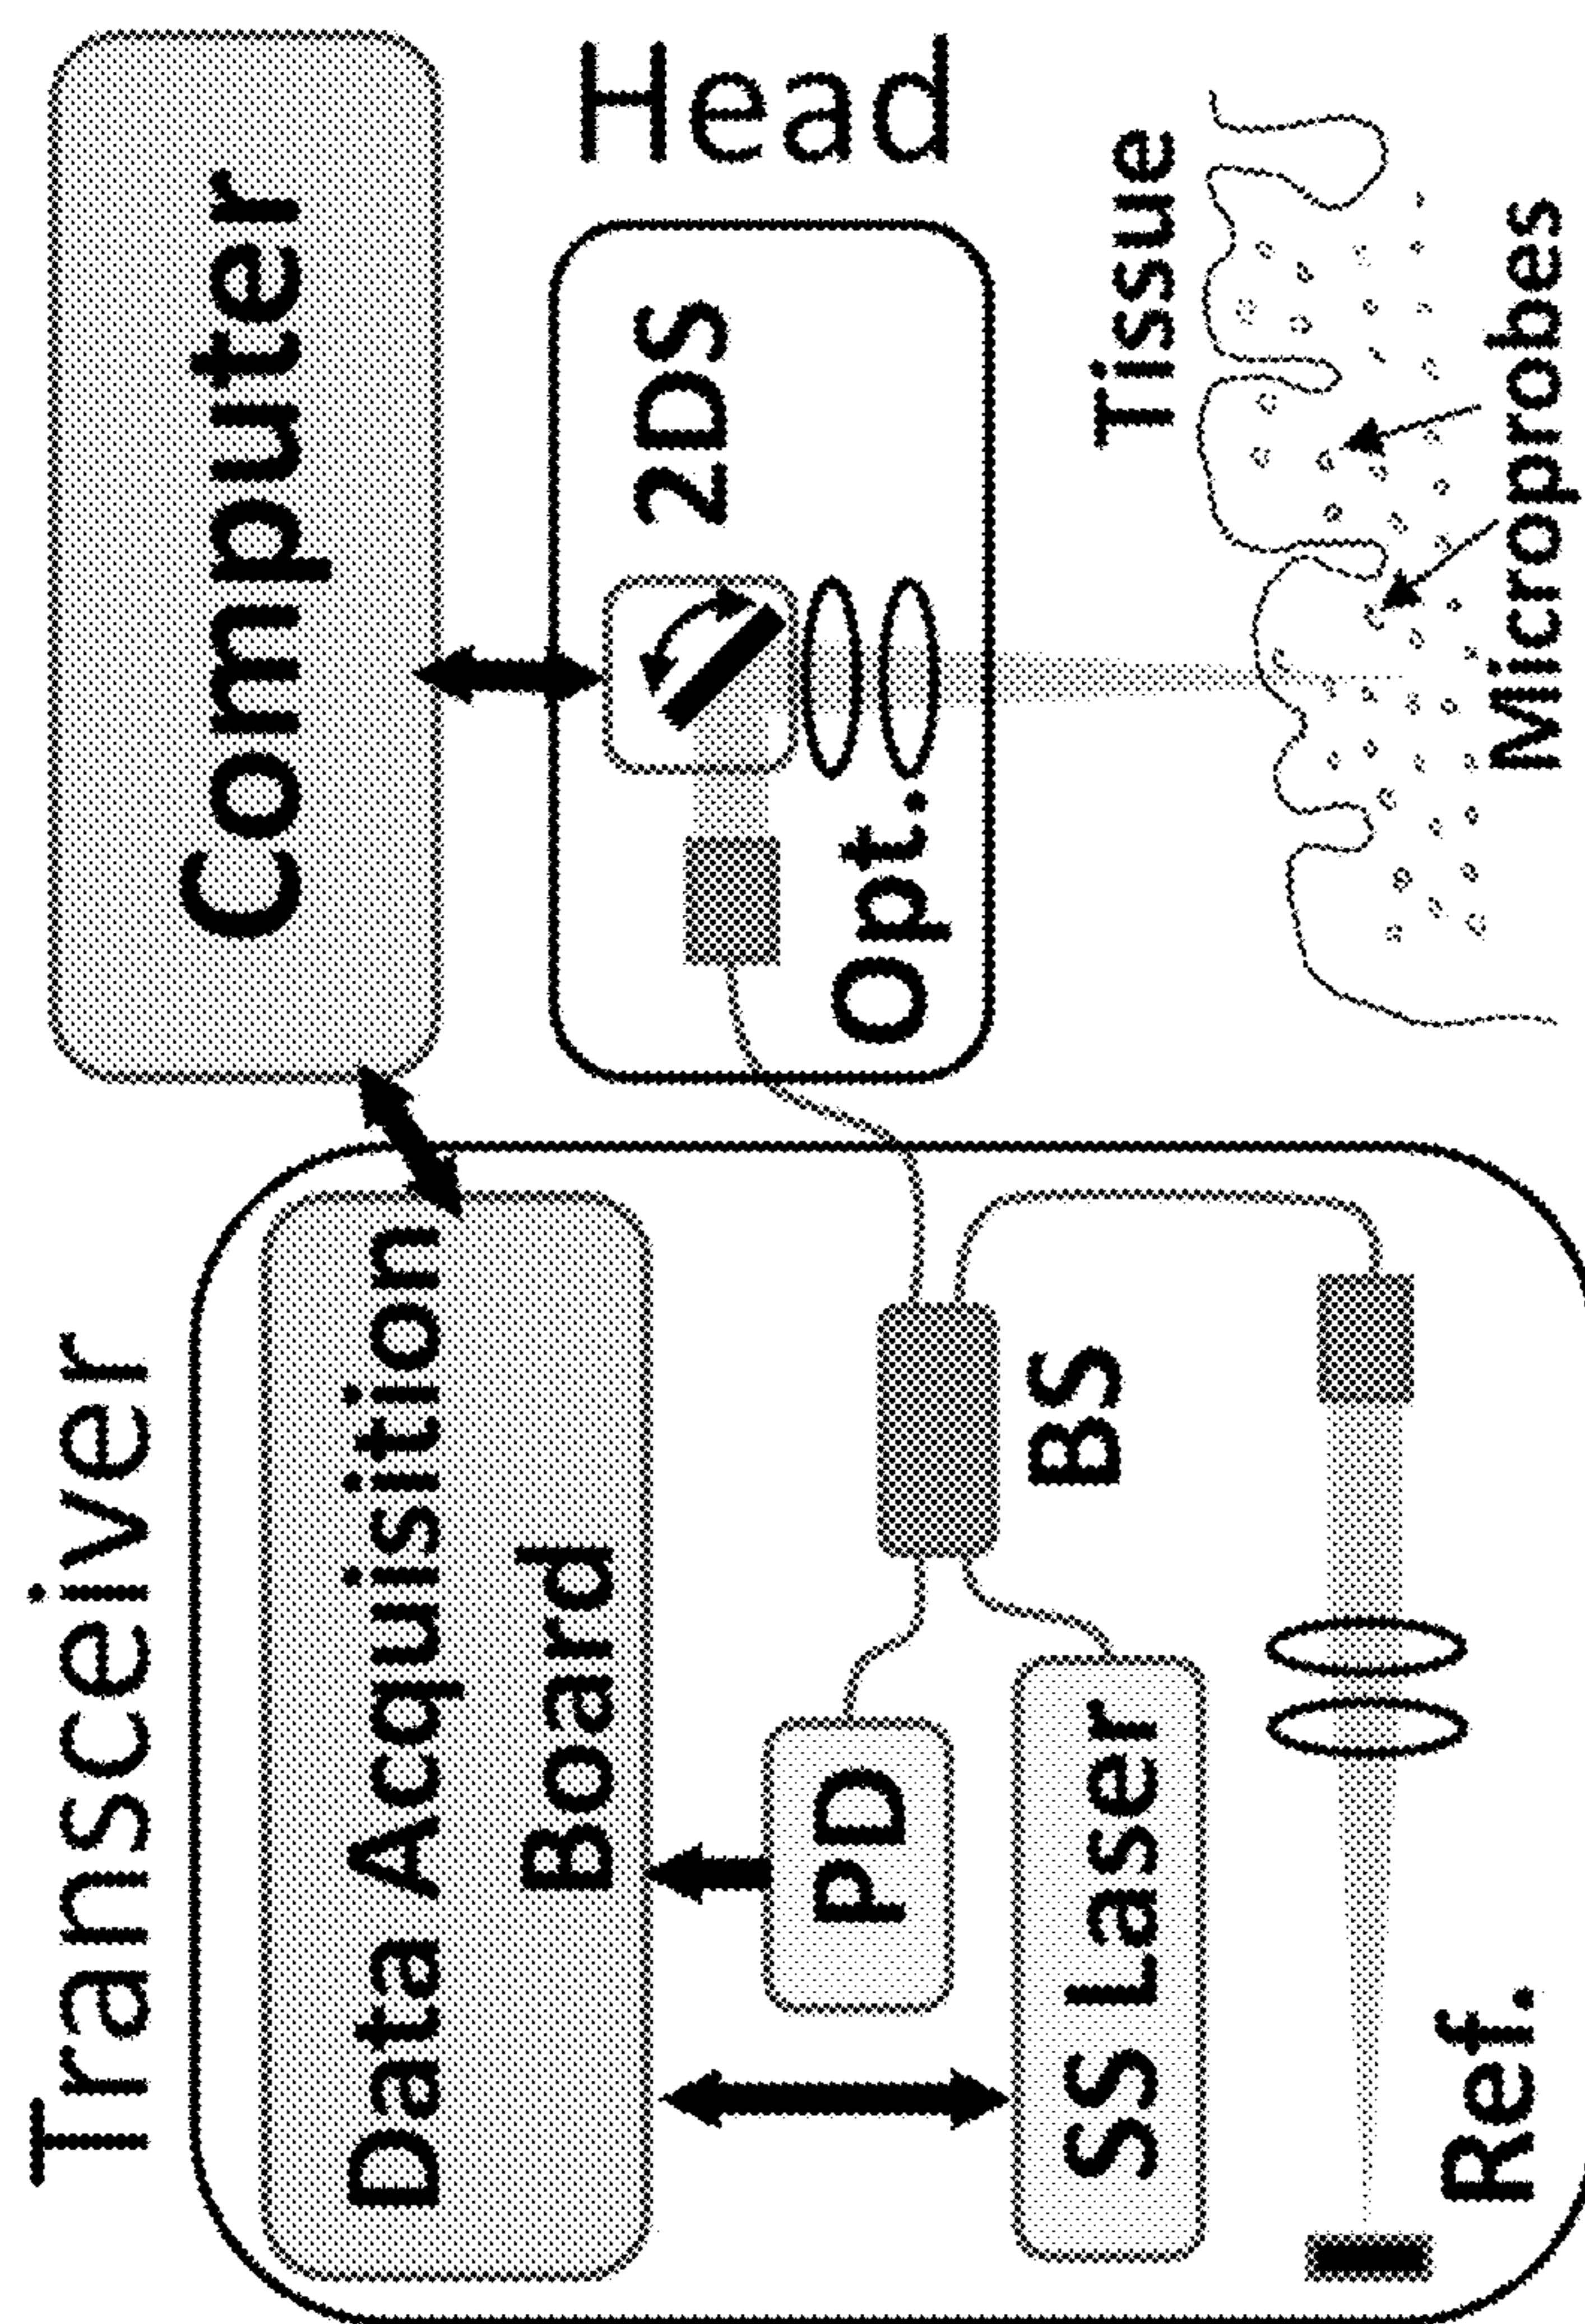 Transceiver
Data Acquisition
Board
PD
SS Laser
BS
Ref.
Computer
Head
2DS
Opt.
Tissue
Microprobes